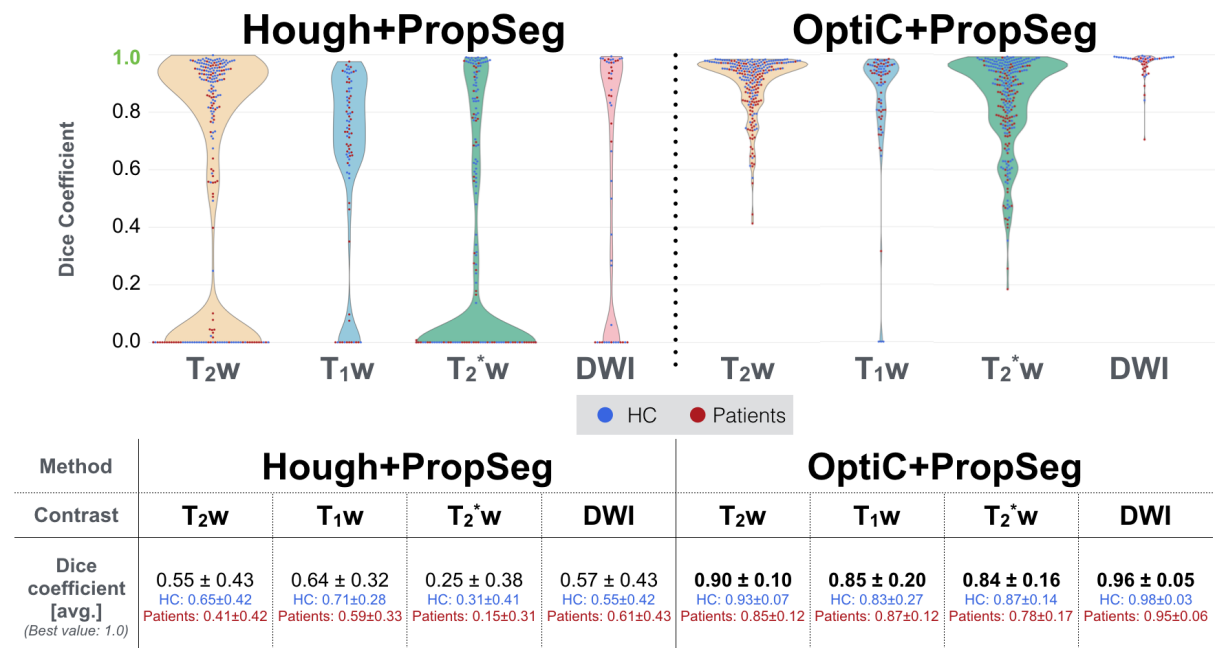 Hough+PropSeg OptiC+PropSeg
Dice Coefficient
1.0
0.8
0.6
0.4
0.2
0.0
T₂w T₁w T₂*w DWI T₂w T₁w T₂*w DWI
HC Patients
Method Hough+PropSeg OptiC+PropSeg
Contrast T₂w T₁w T₂*w DWI T₂w T₁w T₂*w DWI
Dice
coefficient
[avg.]
(Best value: 1.0)
0.55 ± 0.43 0.64 ± 0.32 0.25 ± 0.38 0.57 ± 0.43 0.90 ± 0.10 0.85 ± 0.20 0.84 ± 0.16 0.96 ± 0.05
HC: 0.65±0.42 HC: 0.71±0.28 HC: 0.31±0.41 HC: 0.55±0.42 HC: 0.93±0.07 HC: 0.83±0.27 HC: 0.87±0.14 HC: 0.98±0.03
Patients: 0.41±0.42 Patients: 0.59±0.33 Patients: 0.15±0.31 Patients: 0.61±0.43 Patients: 0.85±0.12 Patients: 0.87±0.12 Patients: 0.78±0.17 Patients: 0.95±0.06